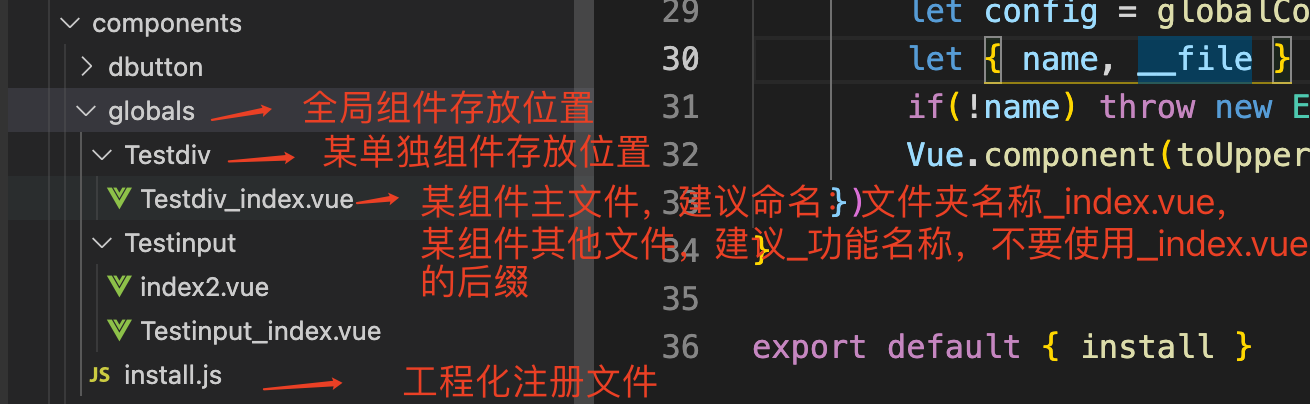 components
dbutton
globals
全局组件存放位置
Testdiv
某单独组件存放位置
Testdiv_index.vue
某组件主文件，建议命名：文件夹名称_index.vue，
Testinput
某组件其他文件，建议_功能名称，不要使用_index.vue
的后缀
index2.vue
Testinput_index.vue
JS install.js
工程化注册文件
29 let config = globalCo
30 let { name, __file }
31 if(!name) throw new E
32 Vue.component(toUpper
33 })
34 }
35
36 export default { install }